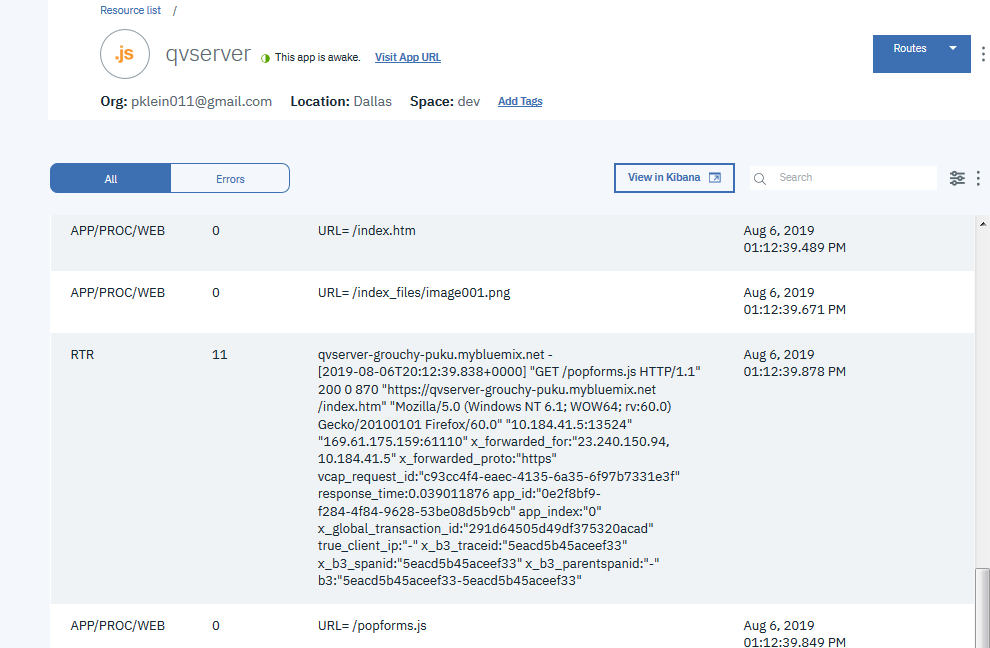 Resource list /
.js qvserver This app is awake. Visit App URL Routes
Org: pklein011@gmail.com Location: Dallas Space: dev Add Tags
All Errors View in Kibana Search
APP/PROC/WEB 0 URL= /index.htm Aug 6, 2019
01:12:39.489 PM
APP/PROC/WEB 0 URL= /index_files/image001.png Aug 6, 2019
01:12:39.671 PM
RTR 11 qvserver-grouchy-puku.mybluemix.net - Aug 6, 2019
[2019-08-06T20:12:39.838+0000] "GET /popforms.js HTTP/1.1" 01:12:39.878 PM
200 0 870 "https://qvserver-grouchy-puku.mybluemix.net
/index.htm" "Mozilla/5.0 (Windows NT 6.1; WOW64; rv:60.0)
Gecko/20100101 Firefox/60.0" "10.184.41.5:13524"
"169.61.175.159:61110" x_forwarded_for:"23.240.150.94,
10.184.41.5" x_forwarded_proto:"https"
vcap_request_id:"c93cc4f4-eaec-4135-6a35-6f97b7331e3f"
response_time:0.039011876 app_id:"0e2f8bf9-
f284-4f84-9628-53be08d5b9cb" app_index:"0"
x_global_transaction_id:"291d64505d49df375320acad"
true_client_ip:"-" x_b3_traceid:"5eacd5b45aceef33"
x_b3_spanid:"5eacd5b45aceef33" x_b3_parentspanid:"-"
b3:"5eacd5b45aceef33-5eacd5b45aceef33"
APP/PROC/WEB 0 URL= /popforms.js Aug 6, 2019
01:12:39.849 PM